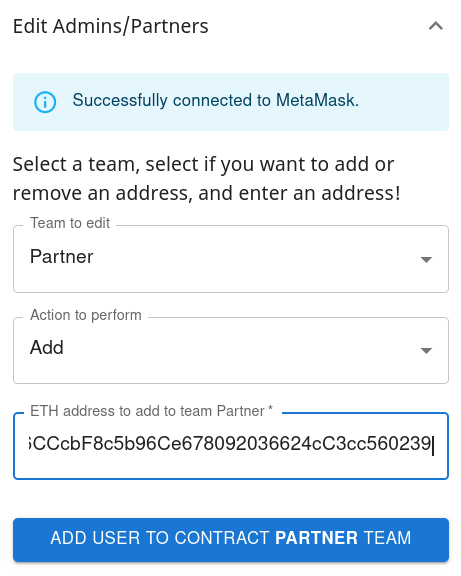 Edit Admins/Partners
Successfully connected to MetaMask.
Select a team, select if you want to add or
remove an address, and enter an address!
Team to edit
Partner
Action to perform
Add
ETH address to add to team Partner *
CCcbF8c5b96Ce678092036624cC3cc560239
ADD USER TO CONTRACT PARTNER TEAM